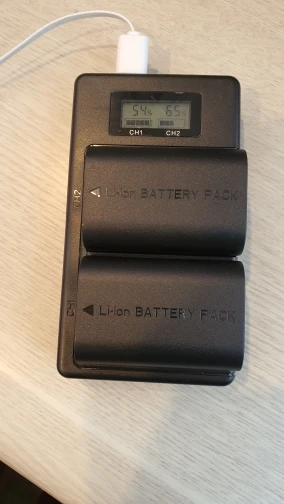 54% 65%
CH1 CH2
CH2
Li-ion BATTERY PACK
CH1
Li-ion BATTERY PACK